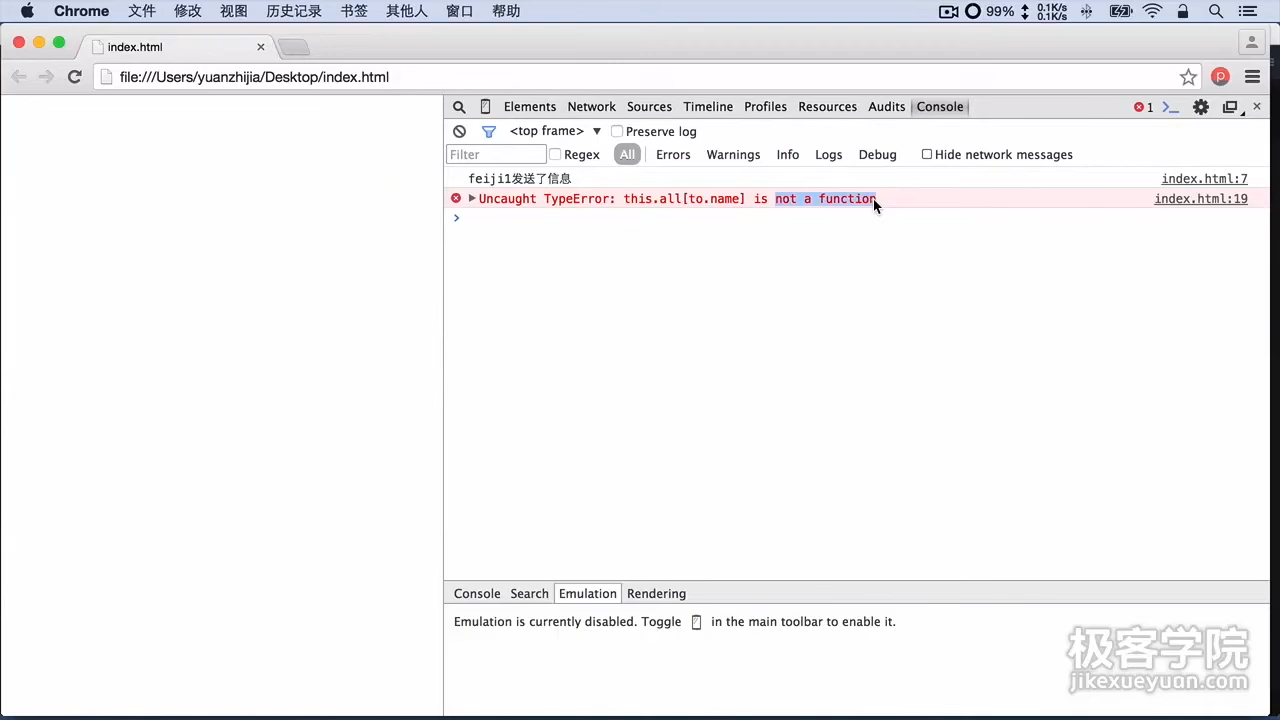 Chrome 文件 修改 视图 历史记录 书签 其他人 窗口 帮助 99% 0.1K/s 0.1K/s
index.html
file:///Users/yuanzhijia/Desktop/index.html
Elements Network Sources Timeline Profiles Resources Audits Console 1
<top frame> Preserve log
Filter Regex All Errors Warnings Info Logs Debug Hide network messages
feiji1发送了信息 index.html:7
Uncaught TypeError: this.all[to.name] is not a function index.html:19
Console Search Emulation Rendering
Emulation is currently disabled. Toggle in the main toolbar to enable it.
极客学院
jikexueyuan.com